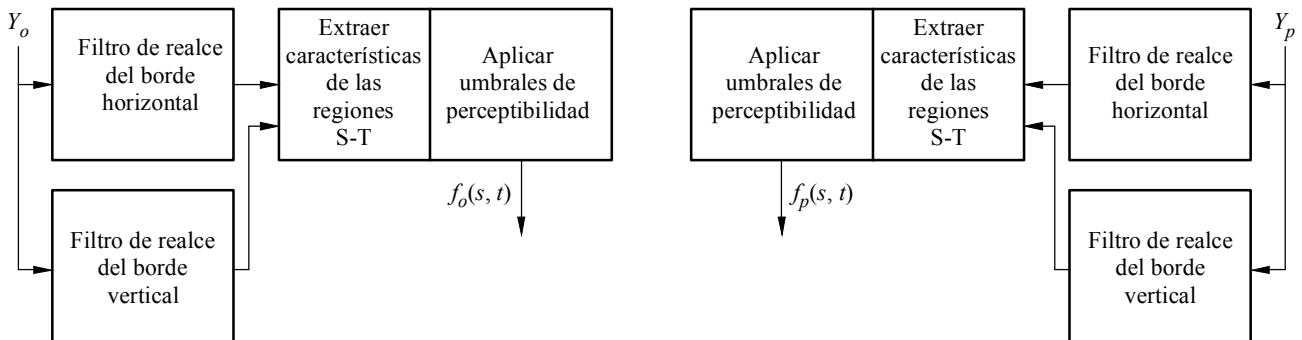 Y_o
Filtro de realce
del borde
horizontal
Extraer
características
de las
regiones
S-T
Aplicar
umbrales de
perceptibilidad
f_o(s, t)
Filtro de realce
del borde
vertical
Aplicar
umbrales de
perceptibilidad
Extraer
características
de las
regiones
S-T
Filtro de realce
del borde
horizontal
Y_p
f_p(s, t)
Filtro de realce
del borde
vertical